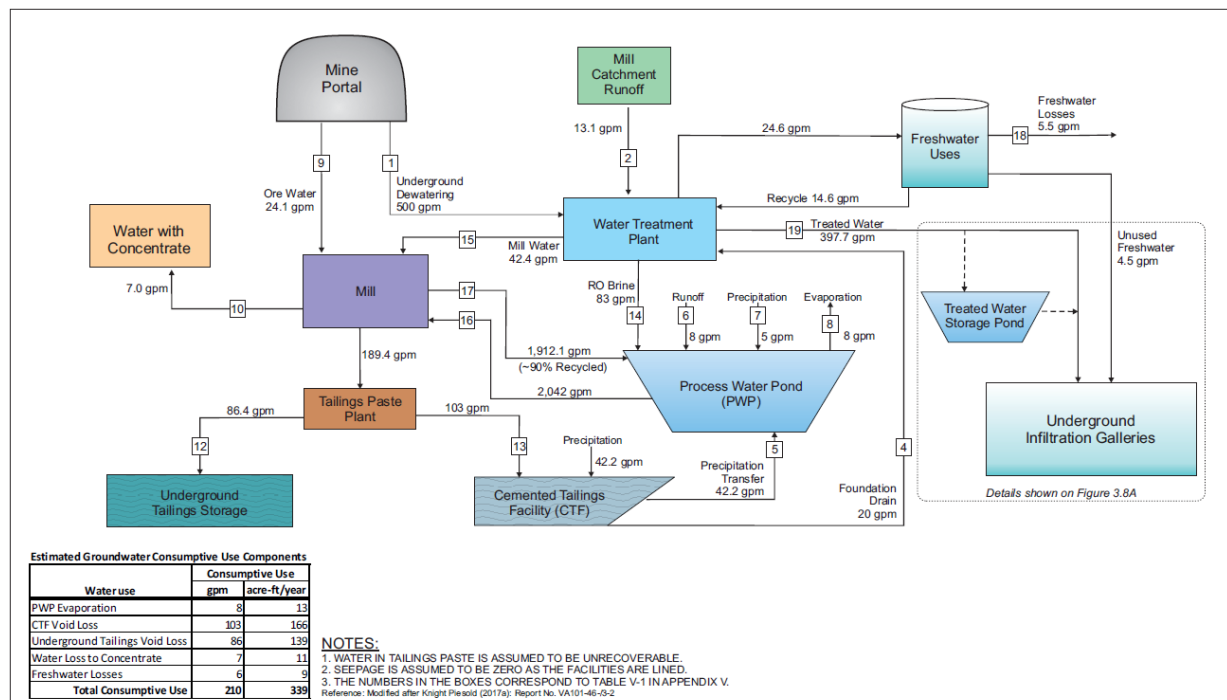 Mine
Portal
Mill
Catchment
Runoff
13.1 gpm
2
24.6 gpm
Freshwater
Uses
Freshwater
Losses
5.5 gpm
18
9
1
Ore Water
24.1 gpm
Underground
Dewatering
500 gpm
Recycle 14.6 gpm
Water with
Concentrate
Water Treatment
Plant
19
Treated Water
397.7 gpm
Unused
Freshwater
4.5 gpm
15
Mill Water
42.4 gpm
7.0 gpm
10
Mill
17
16
RO Brine
83 gpm
14
Runoff
6
8 gpm
Precipitation
7
5 gpm
Evaporation
8
8 gpm
Treated Water
Storage Pond
1,912.1 gpm
(~90% Recycled)
2,042 gpm
Process Water Pond
(PWP)
189.4 gpm
Tailings Paste
Plant
86.4 gpm
103 gpm
12
13
Precipitation
42.2 gpm
5
4
Precipitation
Transfer
42.2 gpm
Foundation
Drain
20 gpm
Underground
Infiltration Galleries
Details shown on Figure 3.8A
Underground
Tailings Storage
Cemented Tailings
Facility (CTF)
Estimated Groundwater Consumptive Use Components
Water use Consumptive Use
gpm acre-ft/year
PWP Evaporation 8 13
CTF Void Loss 103 166
Underground Tailings Void Loss 86 139
Water Loss to Concentrate 7 11
Freshwater Losses 6 9
Total Consumptive Use 210 339
NOTES:
1. WATER IN TAILINGS PASTE IS ASSUMED TO BE UNRECOVERABLE.
2. SEEPAGE IS ASSUMED TO BE ZERO AS THE FACILITIES ARE LINED.
3. THE NUMBERS IN THE BOXES CORRESPOND TO TABLE V-1 IN APPENDIX V.
Reference: Modified after Knight Piesold (2017a): Report No. VA101-46-/3-2